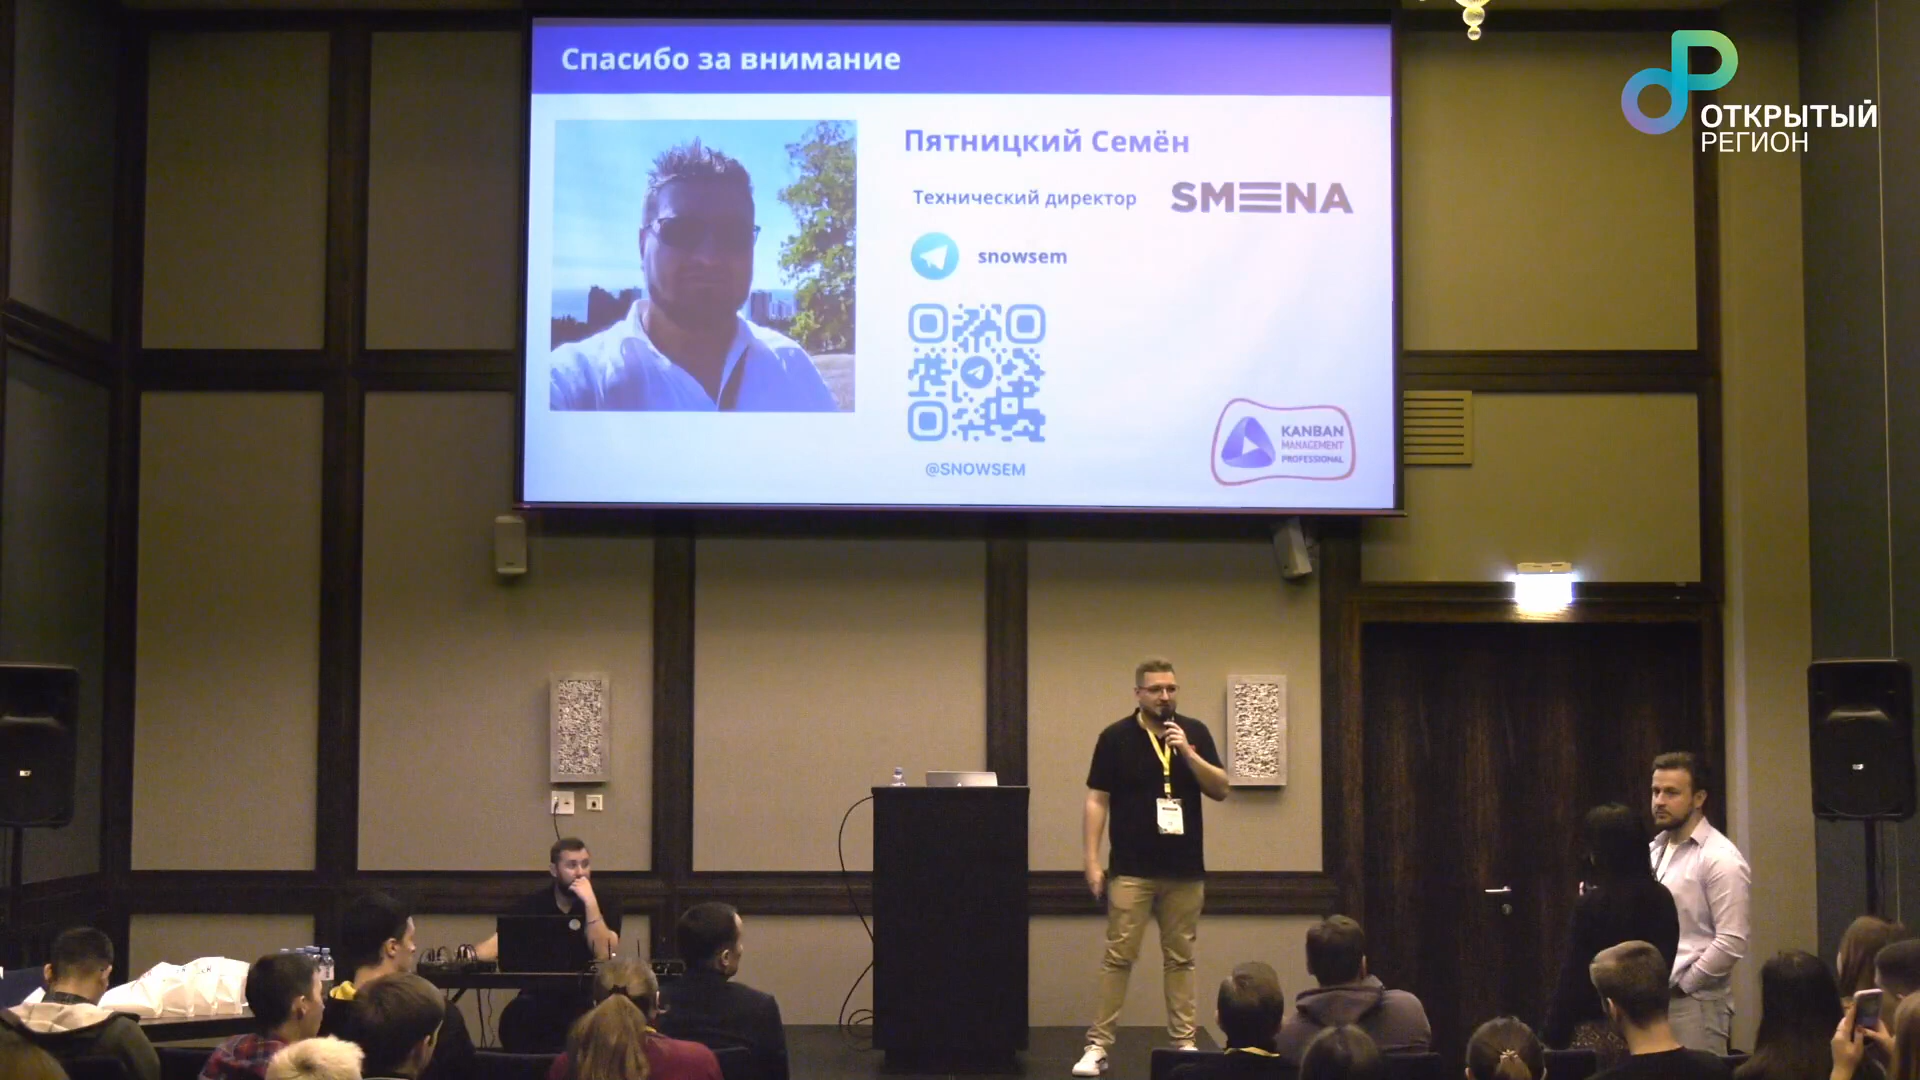 Спасибо за внимание
Пятницкий Семён
Технический директор
SMENA
snowsem
@SNOWSEM
KANBAN
MANAGEMENT
PROFESSIONAL
ОТКРЫТЫЙ
РЕГИОН